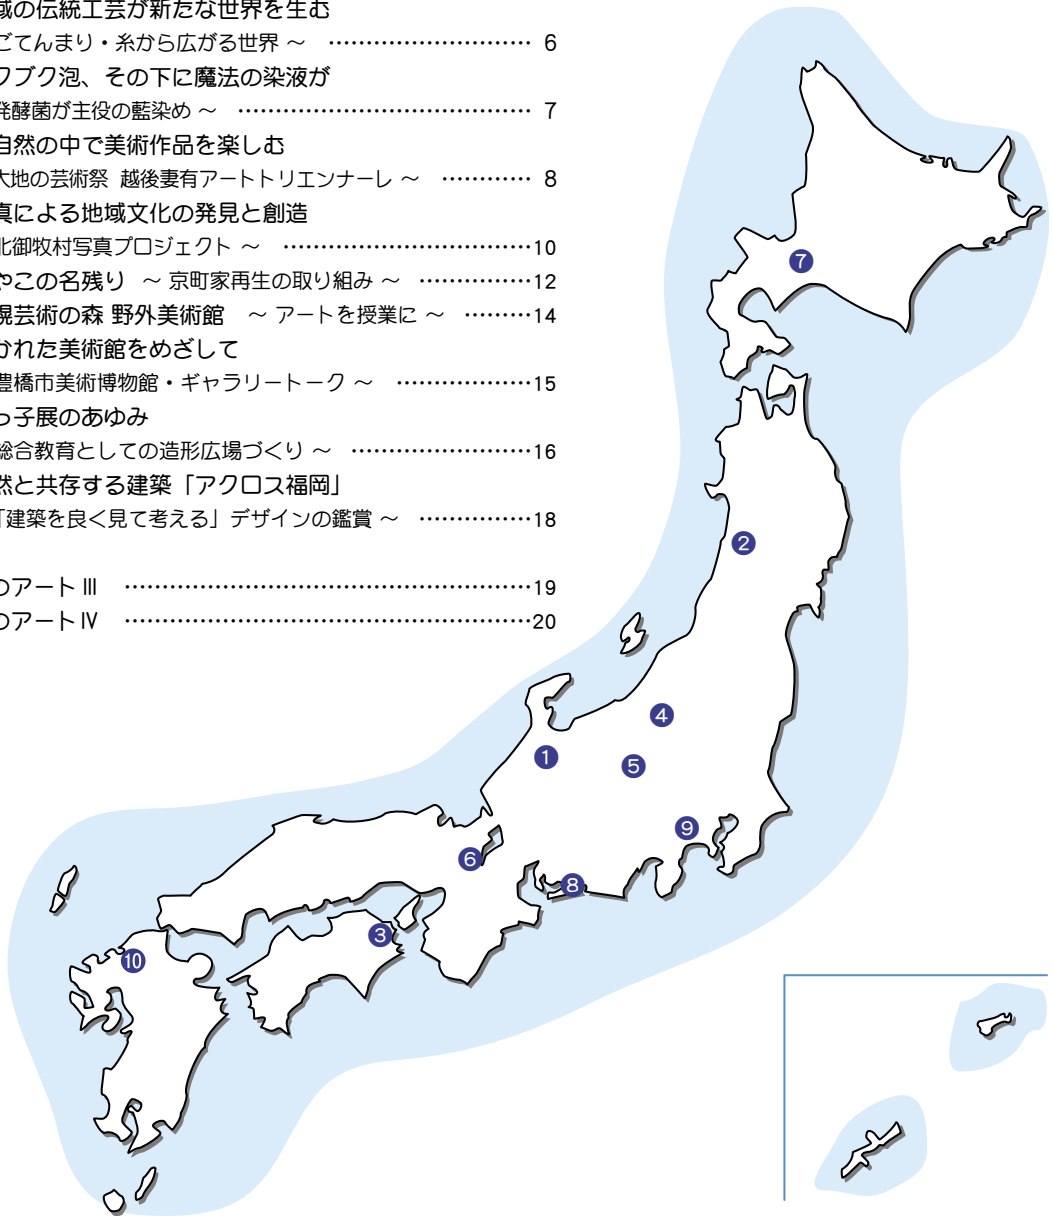 域の伝統工芸が新たな世界を生む
ごてんまり・糸から広がる世界 ～ ………………………… 6
クブク泡、その下に魔法の染液が
発酵菌が主役の藍染め ～ ………………………………… 7
自然の中で美術作品を楽しむ
大地の芸術祭 越後妻有アートトリエンナーレ ～ ………… 8
真による地域文化の発見と創造
北御牧村写真プロジェクト ～ ……………………………10
やこの名残り ～ 京町家再生の取り組み ～ ……………12
幌芸術の森 野外美術館 ～ アートを授業に ～ ………14
かれた美術館をめざして
豊橋市美術博物館・ギャラリートーク ～ ………………15
っ子展のあゆみ
総合教育としての造形広場づくり ～ ……………………16
然と共存する建築「アクロス福岡」
「建築を良く見て考える」デザインの鑑賞 ～ ……………18
のアート Ⅲ ………………………………………………19
のアート Ⅳ ………………………………………………20
❼
❷
❹
❶
❺
❾
❻
❽
❸
❿